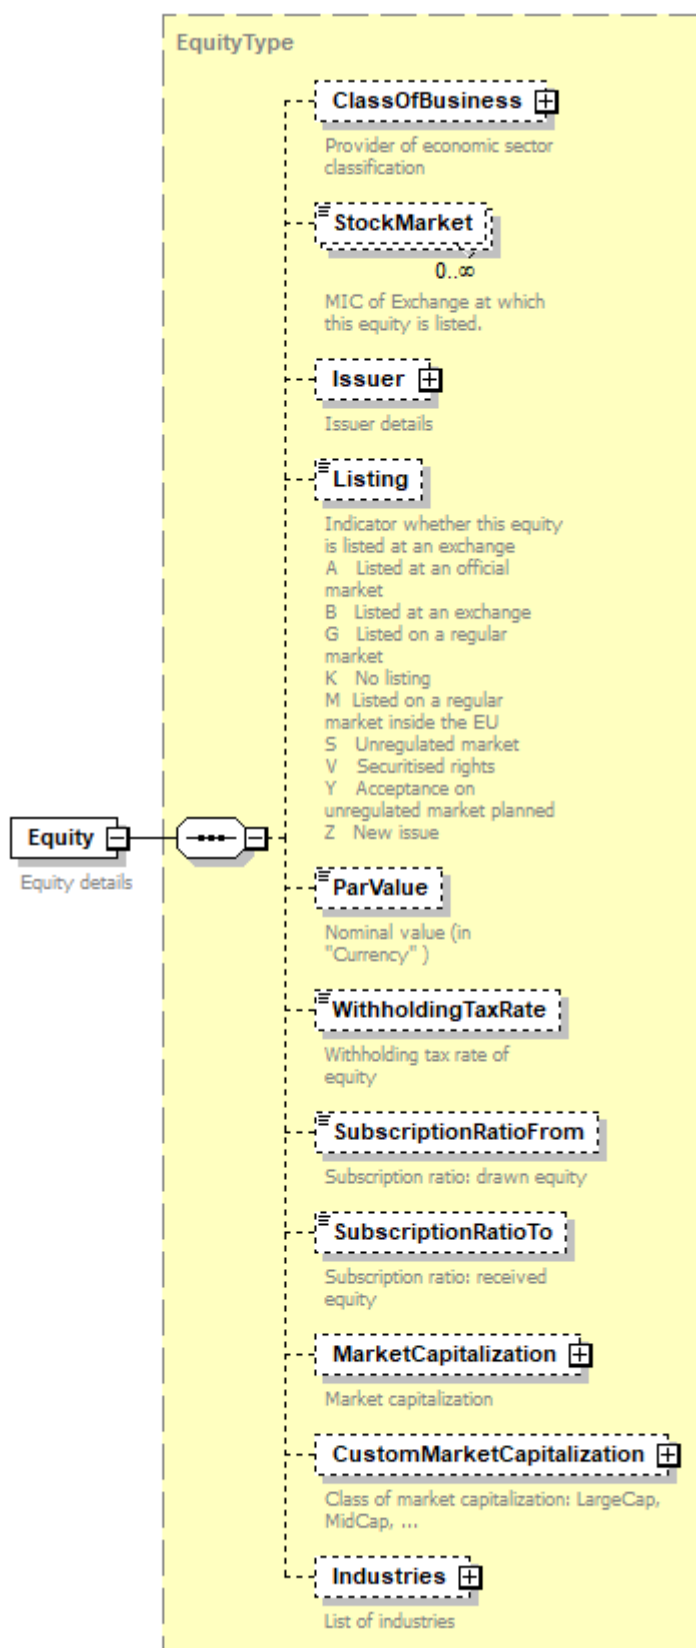 EquityType
ClassOfBusiness
Provider of economic sector
classification
StockMarket
0..∞
MIC of Exchange at which
this equity is listed.
Issuer
Issuer details
Listing
Indicator whether this equity
is listed at an exchange
A Listed at an official
market
B Listed at an exchange
G Listed on a regular
market
K No listing
M Listed on a regular
market inside the EU
S Unregulated market
V Securitised rights
Y Acceptance on
unregulated market planned
Z New issue
Equity
Equity details
ParValue
Nominal value (in
"Currency" )
WithholdingTaxRate
Withholding tax rate of
equity
SubscriptionRatioFrom
Subscription ratio: drawn equity
SubscriptionRatioTo
Subscription ratio: received
equity
MarketCapitalization
Market capitalization
CustomMarketCapitalization
Class of market capitalization: LargeCap,
MidCap, ...
Industries
List of industries